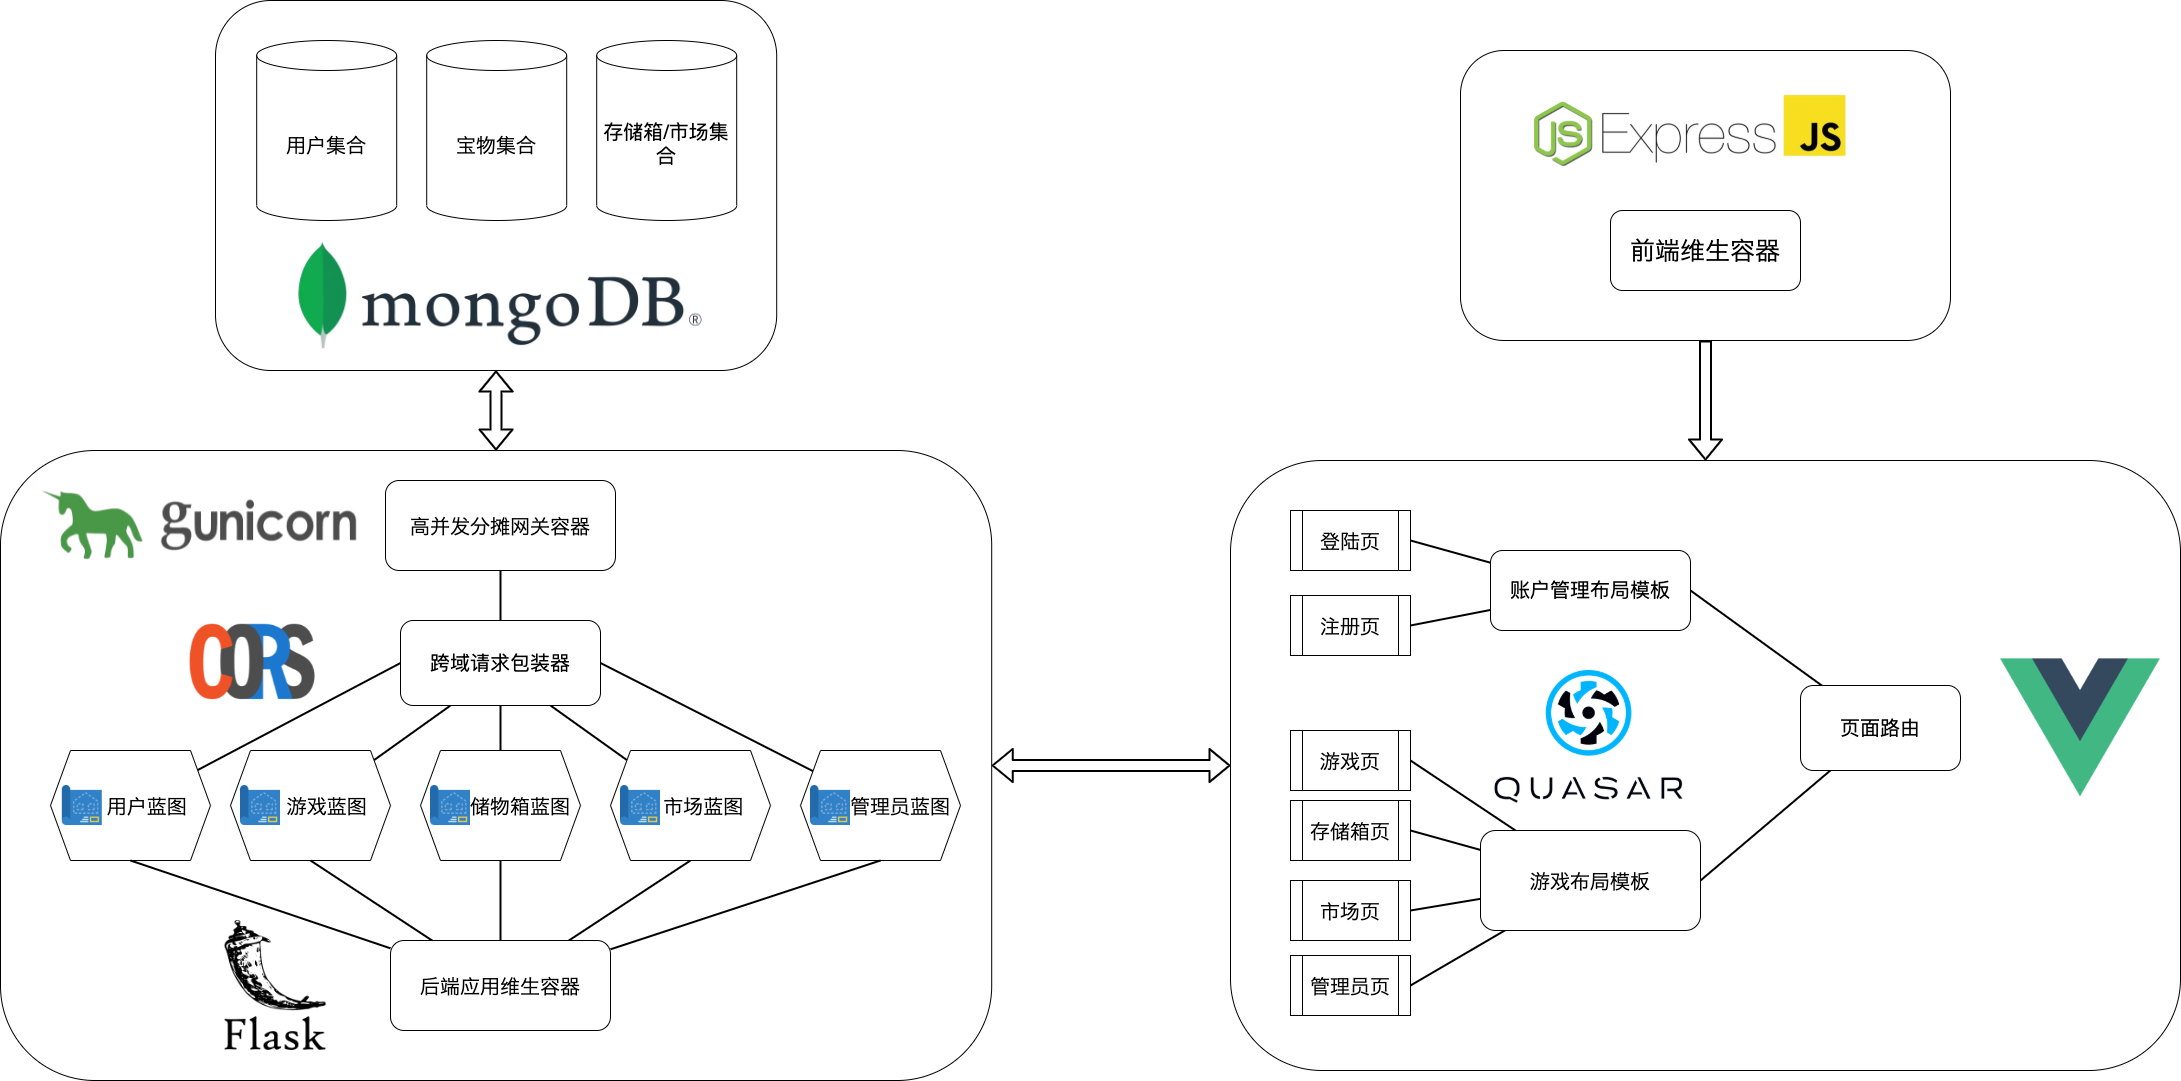 用户集合
宝物集合
存储箱/市场集
合
mongoDB®
JS
Express
JS
前端维生容器
gunicorn
高并发分摊网关容器
CORS
跨域请求包装器
用户蓝图
游戏蓝图
储物箱蓝图
市场蓝图
管理员蓝图
Flask
后端应用维生容器
登陆页
注册页
账户管理布局模板
QUASAR
页面路由
游戏页
存储箱页
市场页
管理员页
游戏布局模板